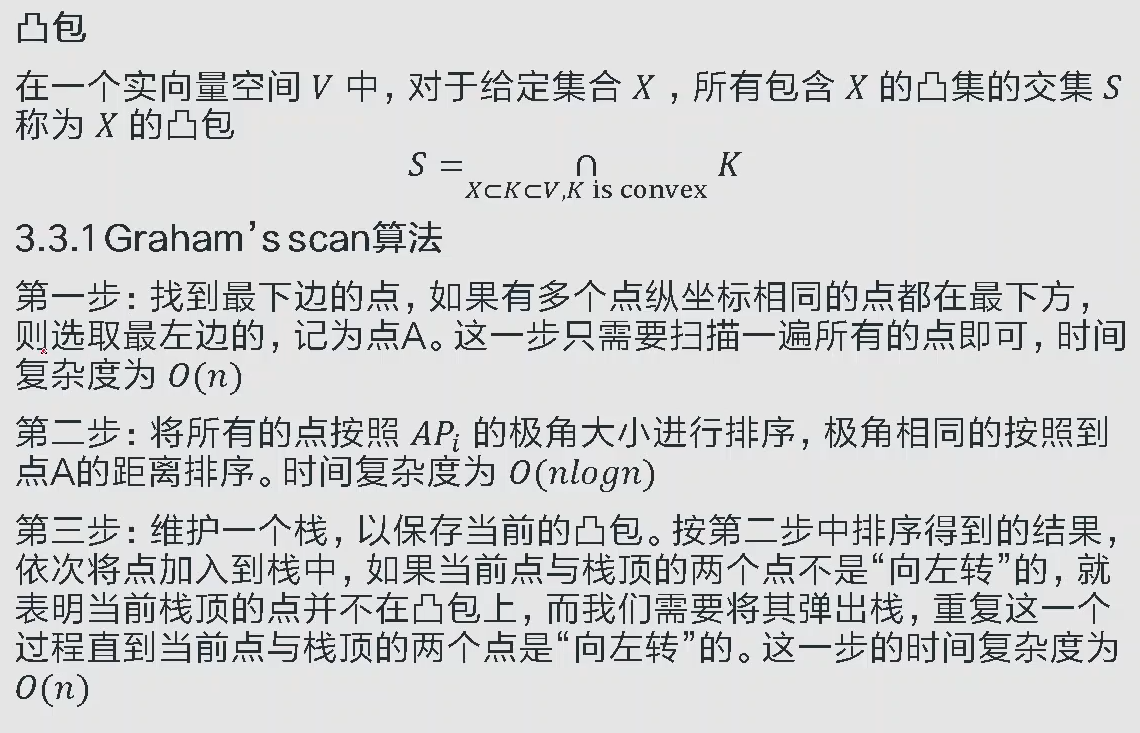 凸包
在一个实向量空间 V 中，对于给定集合 X ，所有包含 X 的凸集的交集 S
称为 X 的凸包
S = ∩ K
X⊂K⊂V,K is convex
3.3.1 Graham’s scan算法
第一步：找到最下边的点，如果有多个点纵坐标相同的点都在最下方，
则选取最左边的，记为点A。这一步只需要扫描一遍所有的点即可，时间
复杂度为 O(n)
第二步：将所有的点按照 APᵢ 的极角大小进行排序，极角相同的按照到
点A的距离排序。时间复杂度为 O(nlogn)
第三步：维护一个栈，以保存当前的凸包。按第二步中排序得到的结果，
依次将点加入到栈中，如果当前点与栈顶的两个点不是“向左转”的，就
表明当前栈顶的点并不在凸包上，而我们需要将其弹出栈，重复这一个
过程直到当前点与栈顶的两个点是“向左转”的。这一步的时间复杂度为
O(n)